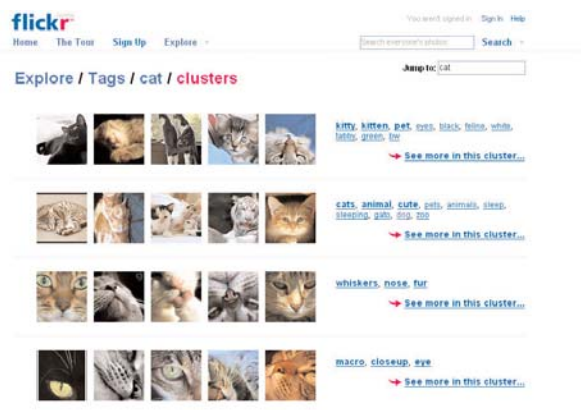 flickr
You aren't signed in Sign In Help
Home The Tour Sign Up Explore
Search everyone's photos Search
Jump to: cat
Explore / Tags / cat / clusters
kitty, kitten, pet, eyes, black, feline, white,
tabby, green, bw
See more in this cluster...
cats, animal, cute, pets, animals, sleep,
sleeping, gato, dog, zoo
See more in this cluster...
whiskers, nose, fur
See more in this cluster...
macro, closeup, eye
See more in this cluster...